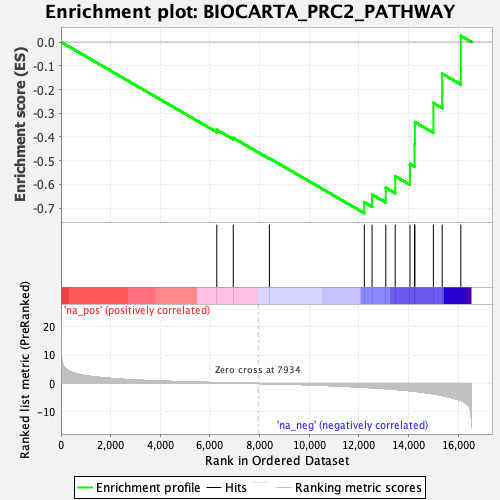 Enrichment plot: BIOCARTA_PRC2_PATHWAY
Enrichment score (ES)
0.0
-0.1
-0.2
-0.3
-0.4
-0.5
-0.6
-0.7
'na_pos' (positively correlated)
Ranked list metric (PreRanked)
20
10
0
-10
Zero cross at 7934
'na_neg' (negatively correlated)
0 2,000 4,000 6,000 8,000 10,000 12,000 14,000 16,000
Rank in Ordered Dataset
Enrichment profile Hits Ranking metric scores